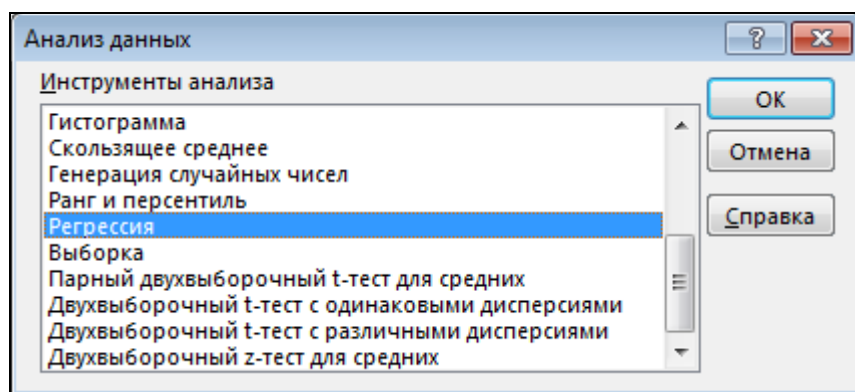 Анализ данных
Инструменты анализа
Гистограмма
Скользящее среднее
Генерация случайных чисел
Ранг и персентиль
Регрессия
Выборка
Парный двухвыборочный t-тест для средних
Двухвыборочный t-тест с одинаковыми дисперсиями
Двухвыборочный t-тест с различными дисперсиями
Двухвыборочный z-тест для средних
ОК
Отмена
Справка